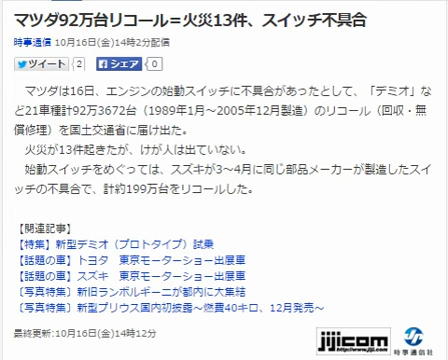 マツダ92万台リコール＝火災13件、スイッチ不具合
時事通信 10月16日(金)14時2分配信
ツイート 2 シェア 0
マツダは16日、エンジンの始動スイッチに不具合があったとして、「デミオ」な
ど21車種計92万3672台（1989年1月～2005年12月製造）のリコール（回収・無
償修理）を国土交通省に届け出た。
火災が13件起きたが、けが人は出ていない。
始動スイッチをめぐっては、スズキが3～4月に同じ部品メーカーが製造したスイ
ッチの不具合で、計約199万台をリコールした。
【関連記事】
【特集】新型デミオ（プロトタイプ）試乗
【話題の車】トヨタ 東京モーターショー出展車
【話題の車】スズキ 東京モーターショー出展車
〔写真特集〕新旧ランボルギーニが都内に大集結
〔写真特集〕新型プリウス国内初披露～燃費40キロ、12月発売～
最終更新:10月16日(金)14時12分
jijicom
http://www.jiji.com
時事通信社